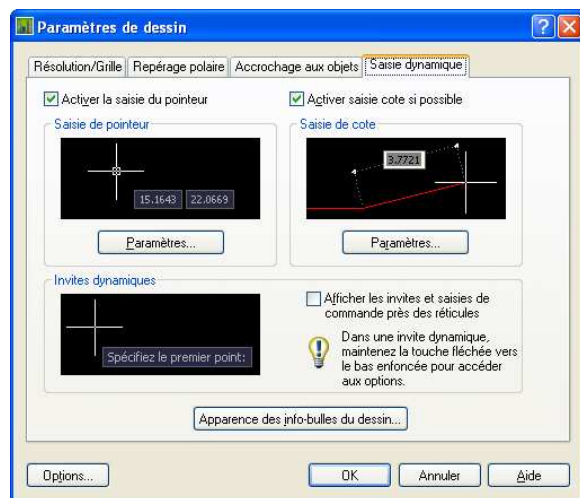 Paramètres de dessin
Résolution/Grille Repérage polaire Accrochage aux objets Saisie dynamique
Activer la saisie du pointeur
Activer saisie cote si possible
Saisie de pointeur
Saisie de cote
15.1643 22.0669
3.7721
Paramètres...
Paramètres...
Invites dynamiques
Spécifiez le premier point:
Afficher les invites et saisies de
commande près des réticules
Dans une invite dynamique,
maintenez la touche fléchée vers
le bas enfoncée pour accéder
aux options.
Apparence des info-bulles du dessin...
Options...
OK
Annuler
Aide